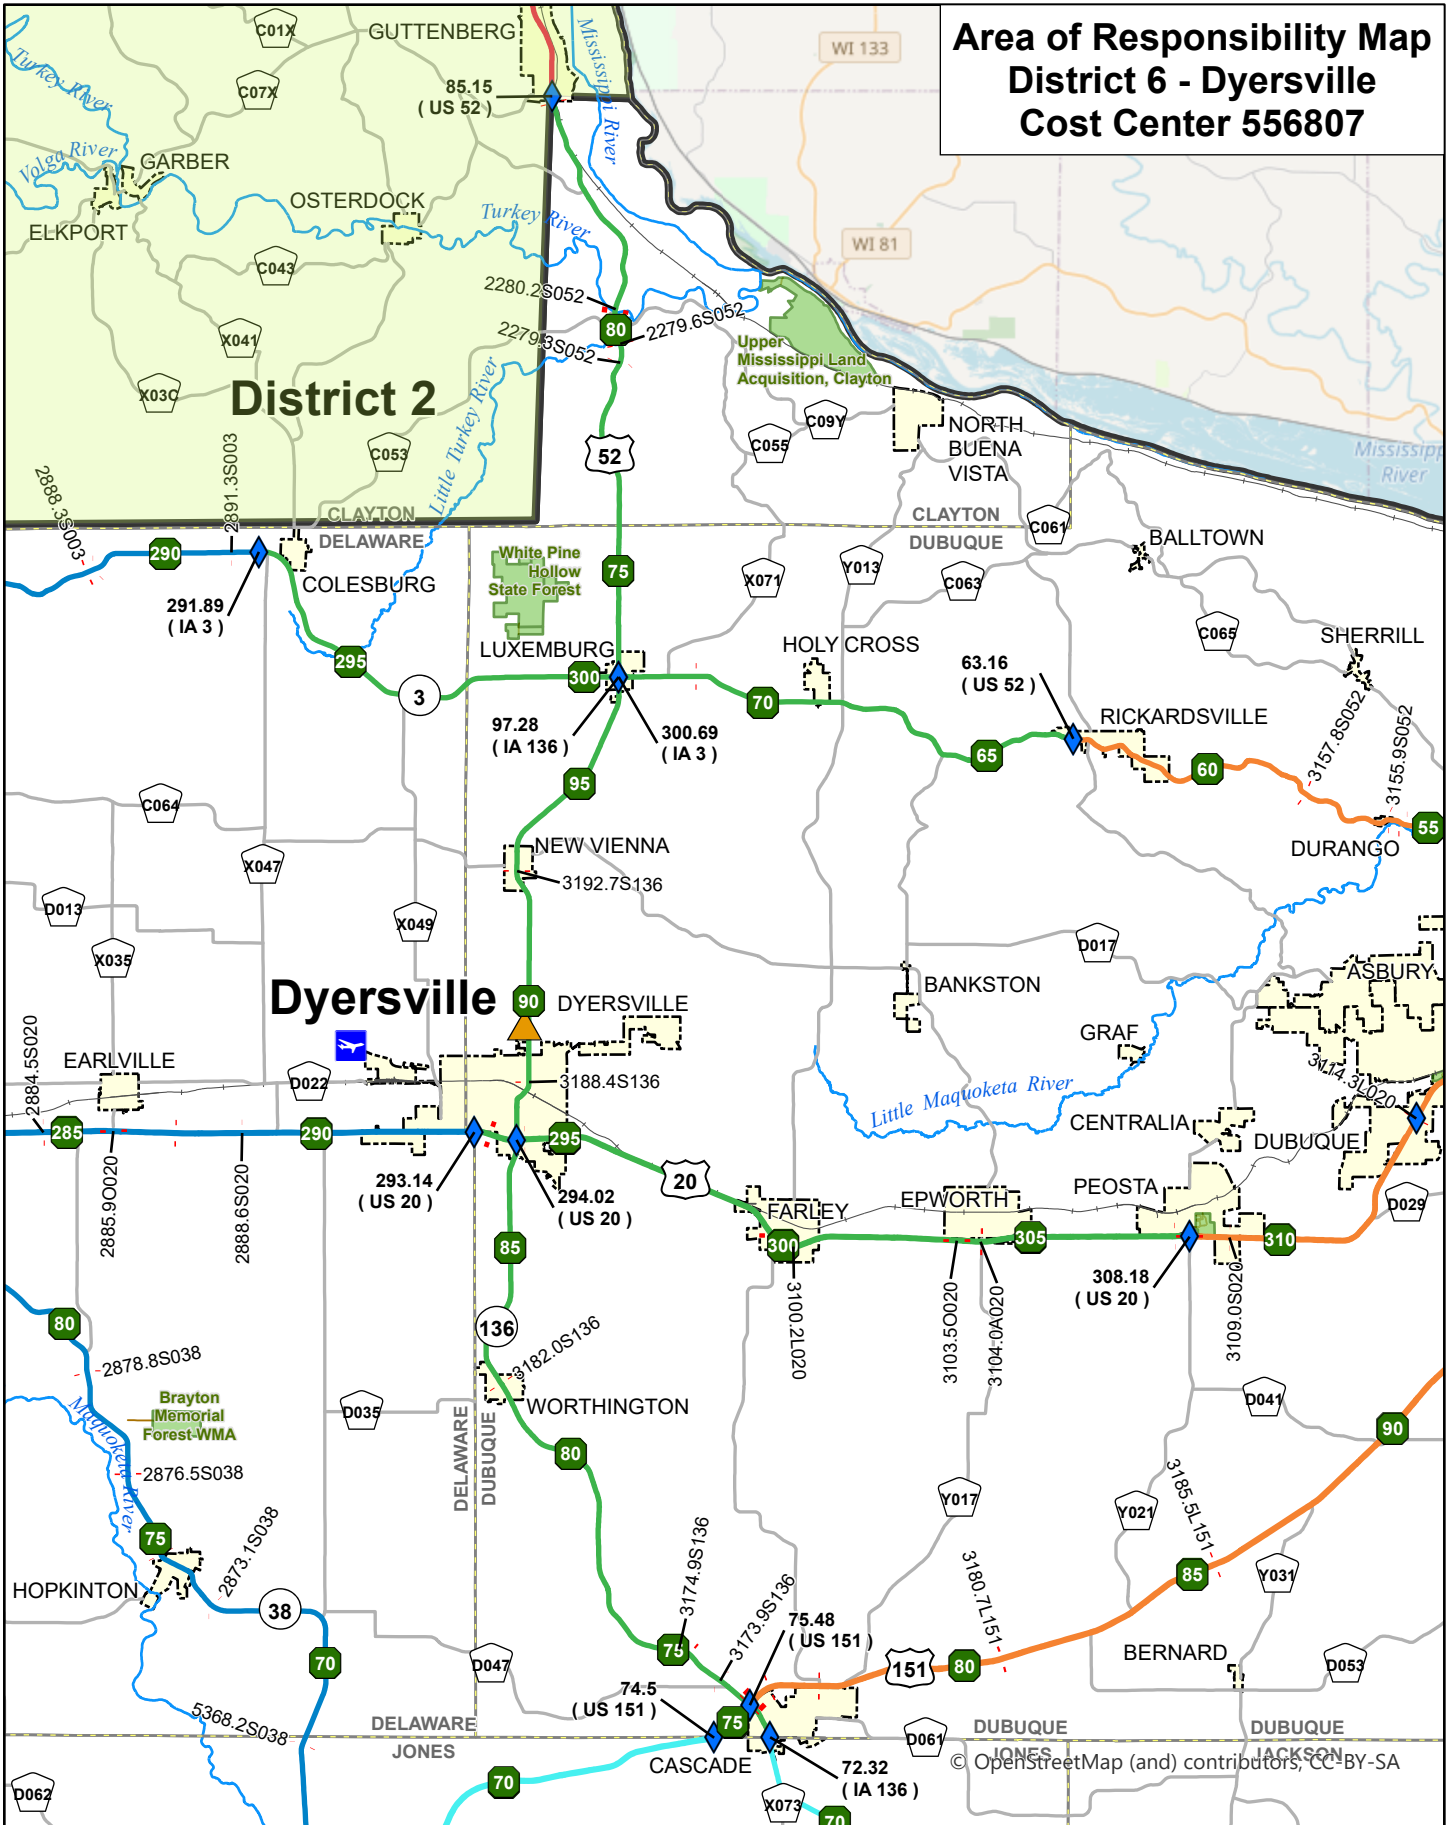 Area of Responsibility Map
District 6 - Dyersville
Cost Center 556807
C01X
GUTTENBERG
Mississippi River
WI 133
Turkey River
C07X
85.15
( US 52 )
Volga River
GARBER
OSTERDOCK
Turkey River
ELKPORT
WI 81
C043
2280.2S052
80
2279.6S052
2279.3S052
X041
Upper
Mississippi Land
Acquisition, Clayton
X03C
District 2
Little Turkey River
C09Y
NORTH
BUENA
VISTA
C055
C053
52
Mississipp
River
2888.3S003
2891.3S003
CLAYTON
DELAWARE
CLAYTON
DUBUQUE
C061
BALLTOWN
290
COLESBURG
White Pine
Hollow
State Forest
75
X071
Y013
C063
291.89
( IA 3 )
C065
SHERRILL
295
LUXEMBURG
HOLY CROSS
63.16
( US 52 )
3
300
70
97.28
( IA 136 )
300.69
( IA 3 )
RICKARDSVILLE
65
60
3157.8S052
3155.9S052
95
C064
55
DURANGO
X047
NEW VIENNA
3192.7S136
D013
X049
X035
D017
ASBURY
BANKSTON
Dyersville
90
DYERSVILLE
GRAF
2884.5S020
EARLVILLE
D022
3188.4S136
Little Maquoketa River
3114.3L020
CENTRALIA
DUBUQUE
285
290
295
2885.9O020
2888.6S020
293.14
( US 20 )
294.02
( US 20 )
20
FARLEY
EPWORTH
PEOSTA
D029
85
300
305
310
308.18
( US 20 )
3100.2L020
3103.5O020
3104.0A020
3109.0S020
80
136
2878.8S038
3182.0S136
Brayton
Memorial
Forest-WMA
Maquoketa River
D035
DELAWARE
DUBUQUE
WORTHINGTON
D041
90
80
2876.5S038
Y017
Y021
3185.5L151
75
2873.1S038
3174.9S136
3173.9S136
3180.7L151
85
Y031
HOPKINTON
38
75.48
( US 151 )
75
70
D047
151
80
BERNARD
D053
74.5
( US 151 )
5368.2S038
DELAWARE
JONES
75
D061
DUBUQUE
JONES
DUBUQUE
JACKSON
CASCADE
72.32
( IA 136 )
© OpenStreetMap (and) contributors, CC-BY-SA
70
D062
X073
70